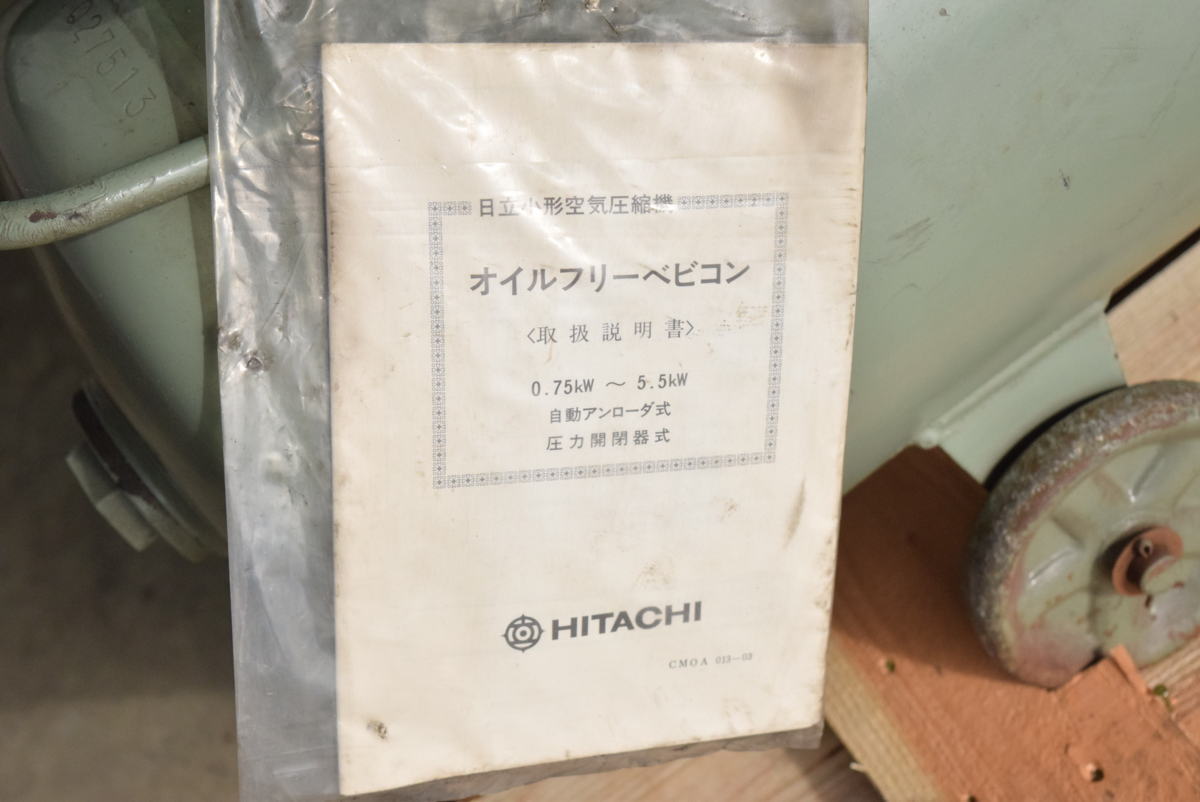 027513
日立小形空気圧縮機
オイルフリーベビコン
〈取扱説明書〉
0.75kW ～ 5.5kW
自動アンローダ式
圧力開閉器式
HITACHI
CMOA 013-03